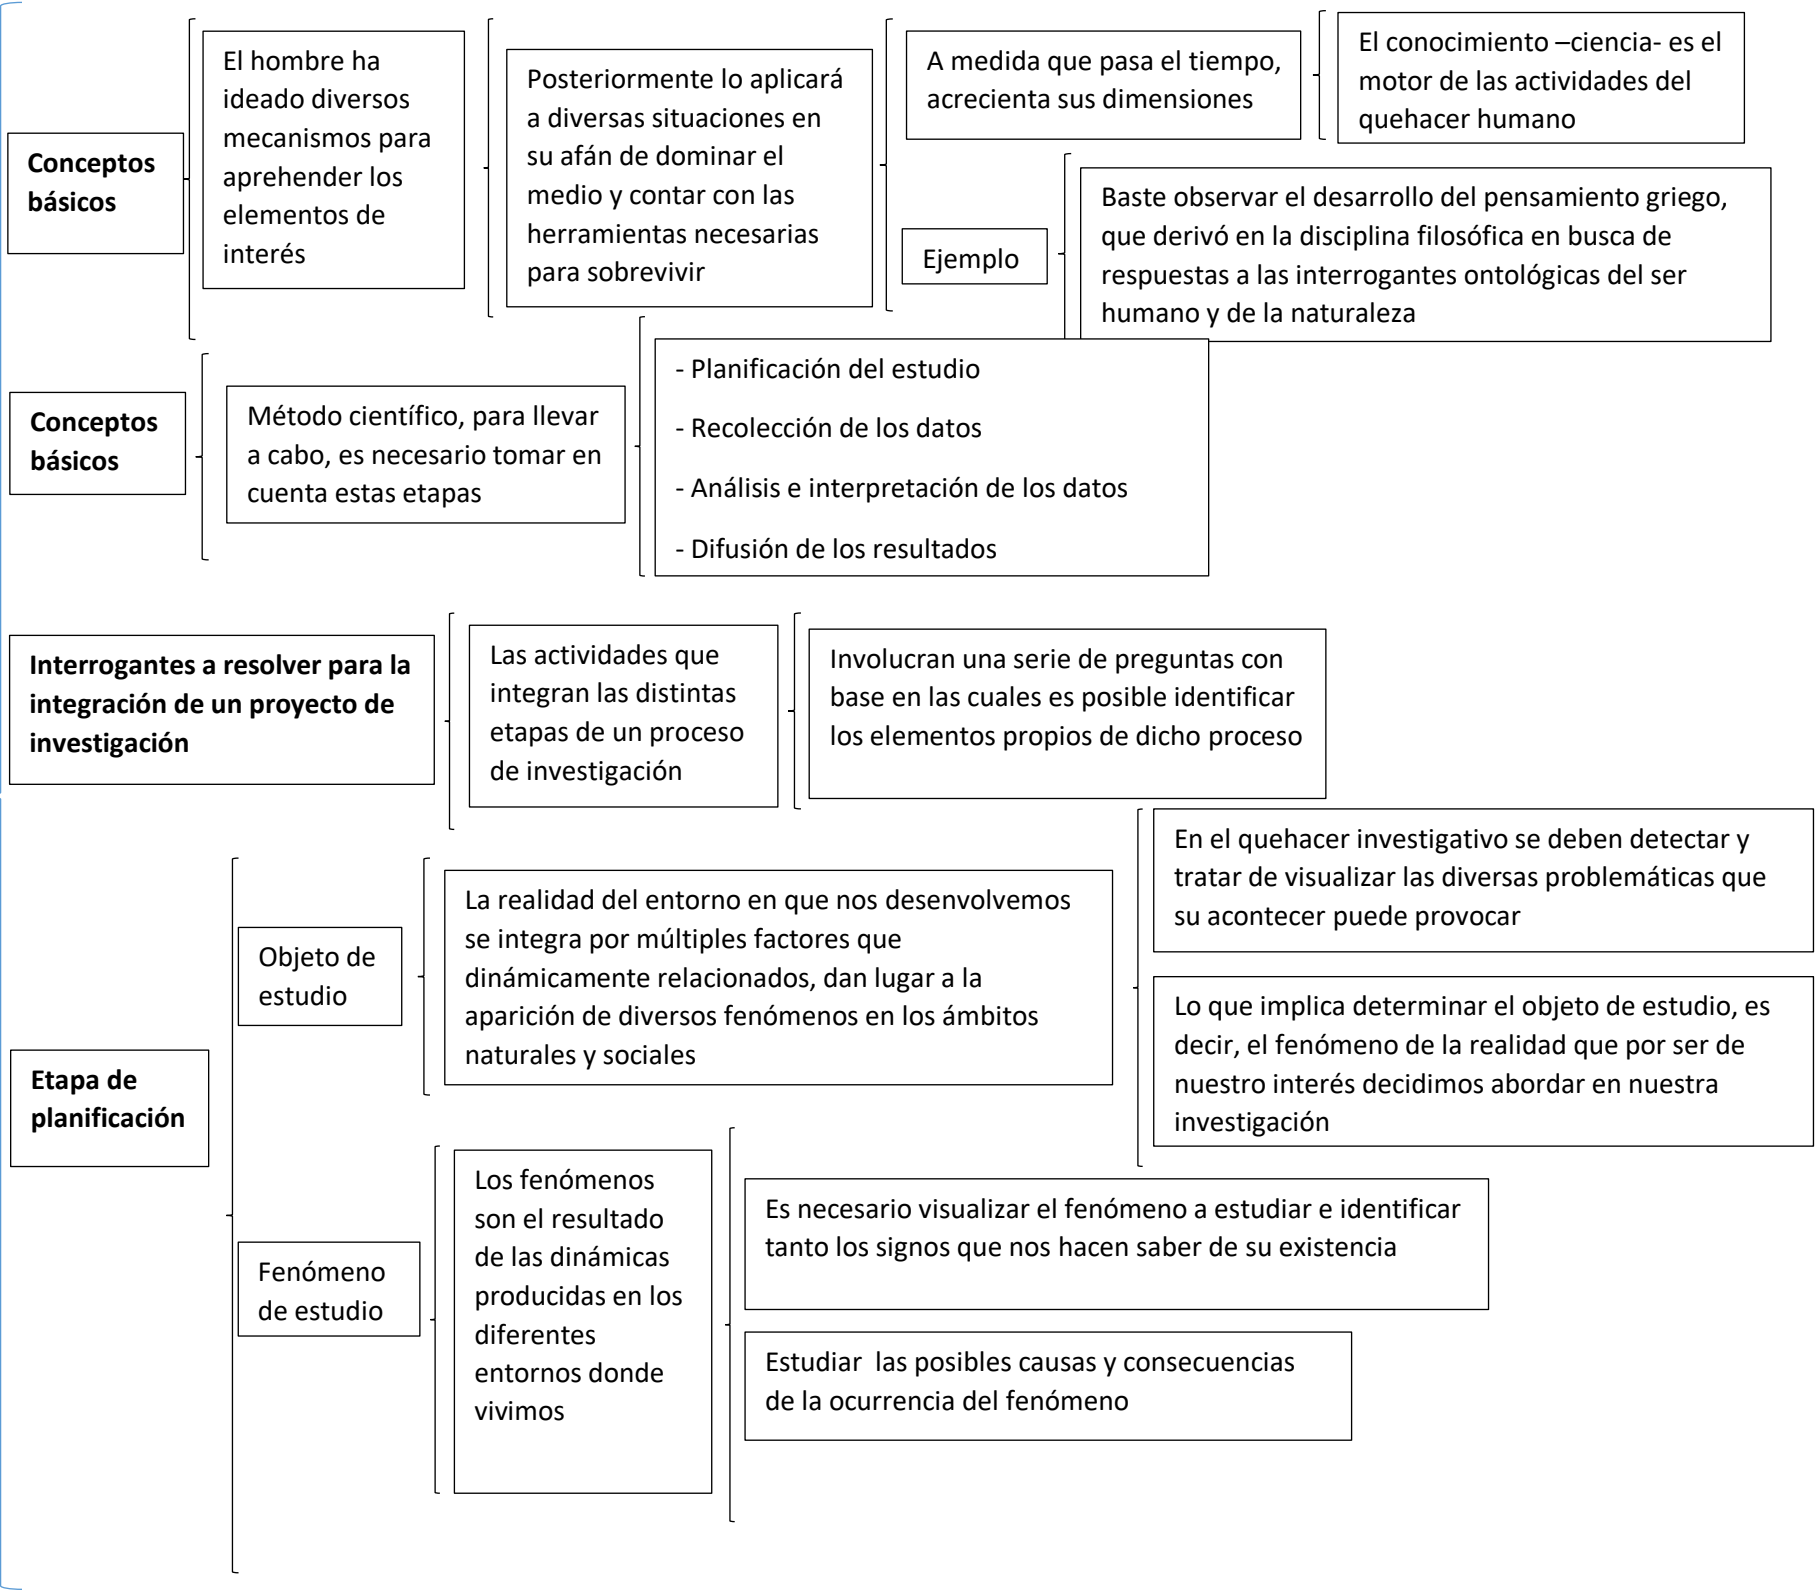 Conceptos
básicos
El hombre ha
ideado diversos
mecanismos para
aprehender los
elementos de
interés
Posteriormente lo aplicará
a diversas situaciones en
su afán de dominar el
medio y contar con las
herramientas necesarias
para sobrevivir
A medida que pasa el tiempo,
acrecienta sus dimensiones
El conocimiento –ciencia- es el
motor de las actividades del
quehacer humano
Ejemplo
Baste observar el desarrollo del pensamiento griego,
que derivó en la disciplina filosófica en busca de
respuestas a las interrogantes ontológicas del ser
humano y de la naturaleza
Conceptos
básicos
Método científico, para llevar
a cabo, es necesario tomar en
cuenta estas etapas
- Planificación del estudio
- Recolección de los datos
- Análisis e interpretación de los datos
- Difusión de los resultados
Interrogantes a resolver para la
integración de un proyecto de
investigación
Las actividades que
integran las distintas
etapas de un proceso
de investigación
Involucran una serie de preguntas con
base en las cuales es posible identificar
los elementos propios de dicho proceso
Etapa de
planificación
Objeto de
estudio
La realidad del entorno en que nos desenvolvemos
se integra por múltiples factores que
dinámicamente relacionados, dan lugar a la
aparición de diversos fenómenos en los ámbitos
naturales y sociales
En el quehacer investigativo se deben detectar y
tratar de visualizar las diversas problemáticas que
su acontecer puede provocar
Lo que implica determinar el objeto de estudio, es
decir, el fenómeno de la realidad que por ser de
nuestro interés decidimos abordar en nuestra
investigación
Fenómeno
de estudio
Los fenómenos
son el resultado
de las dinámicas
producidas en los
diferentes
entornos donde
vivimos
Es necesario visualizar el fenómeno a estudiar e identificar
tanto los signos que nos hacen saber de su existencia
Estudiar  las posibles causas y consecuencias
de la ocurrencia del fenómeno